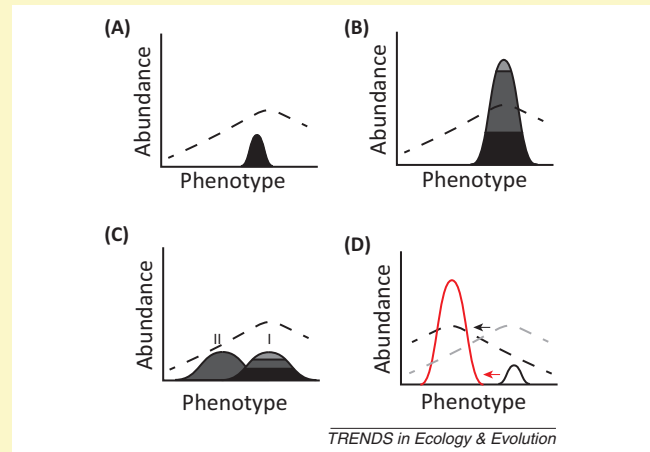 (A)
Abundance
Phenotype
(B)
Abundance
Phenotype
(C)
Abundance
II
I
Phenotype
(D)
Abundance
Phenotype
TRENDS in Ecology & Evolution